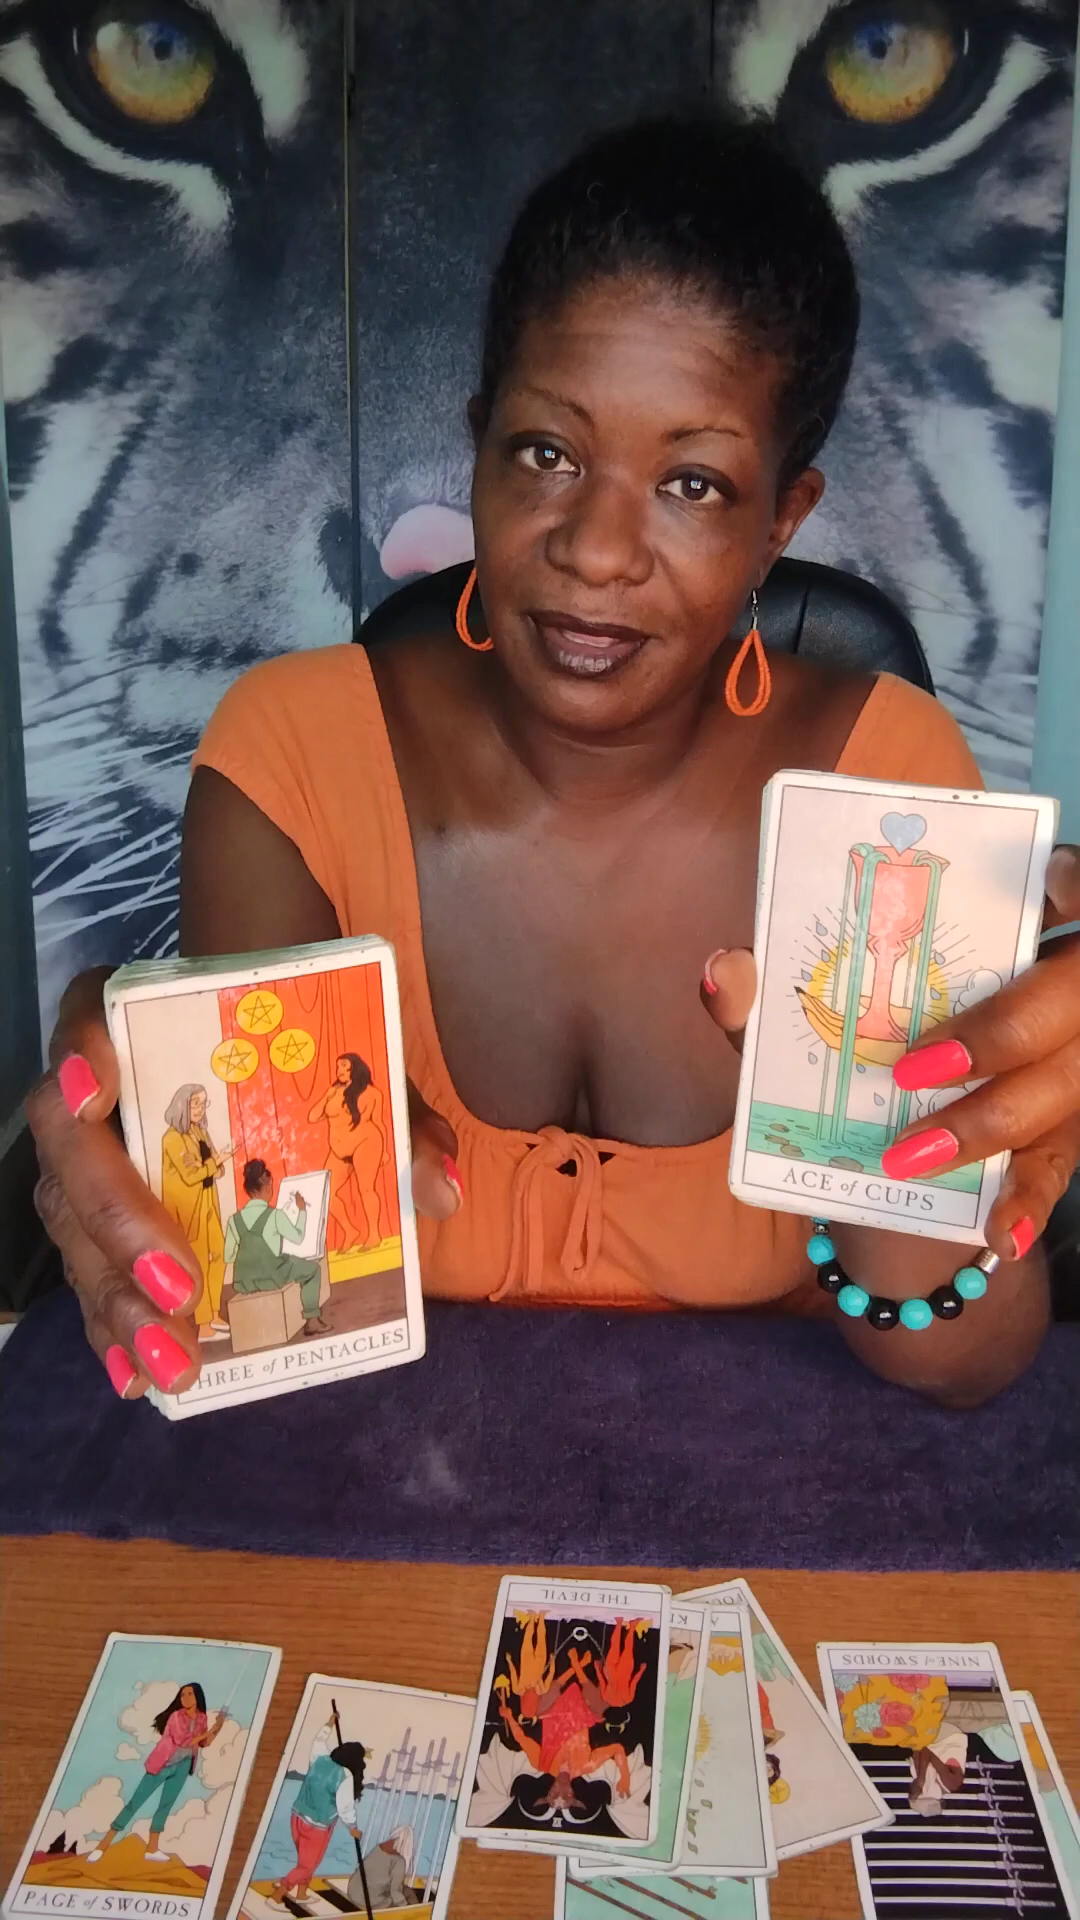 ACE of CUPS
THREE of PENTACLES
THE DEVIL
NINE of SWORDS
PAGE of SWORDS